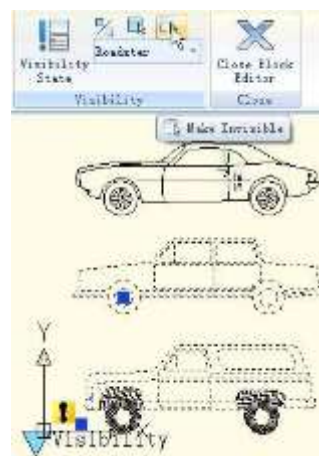 Visibility State
Roadster
Close Block Editor
Visibility
Close
Make Invisible
Y
Visibility